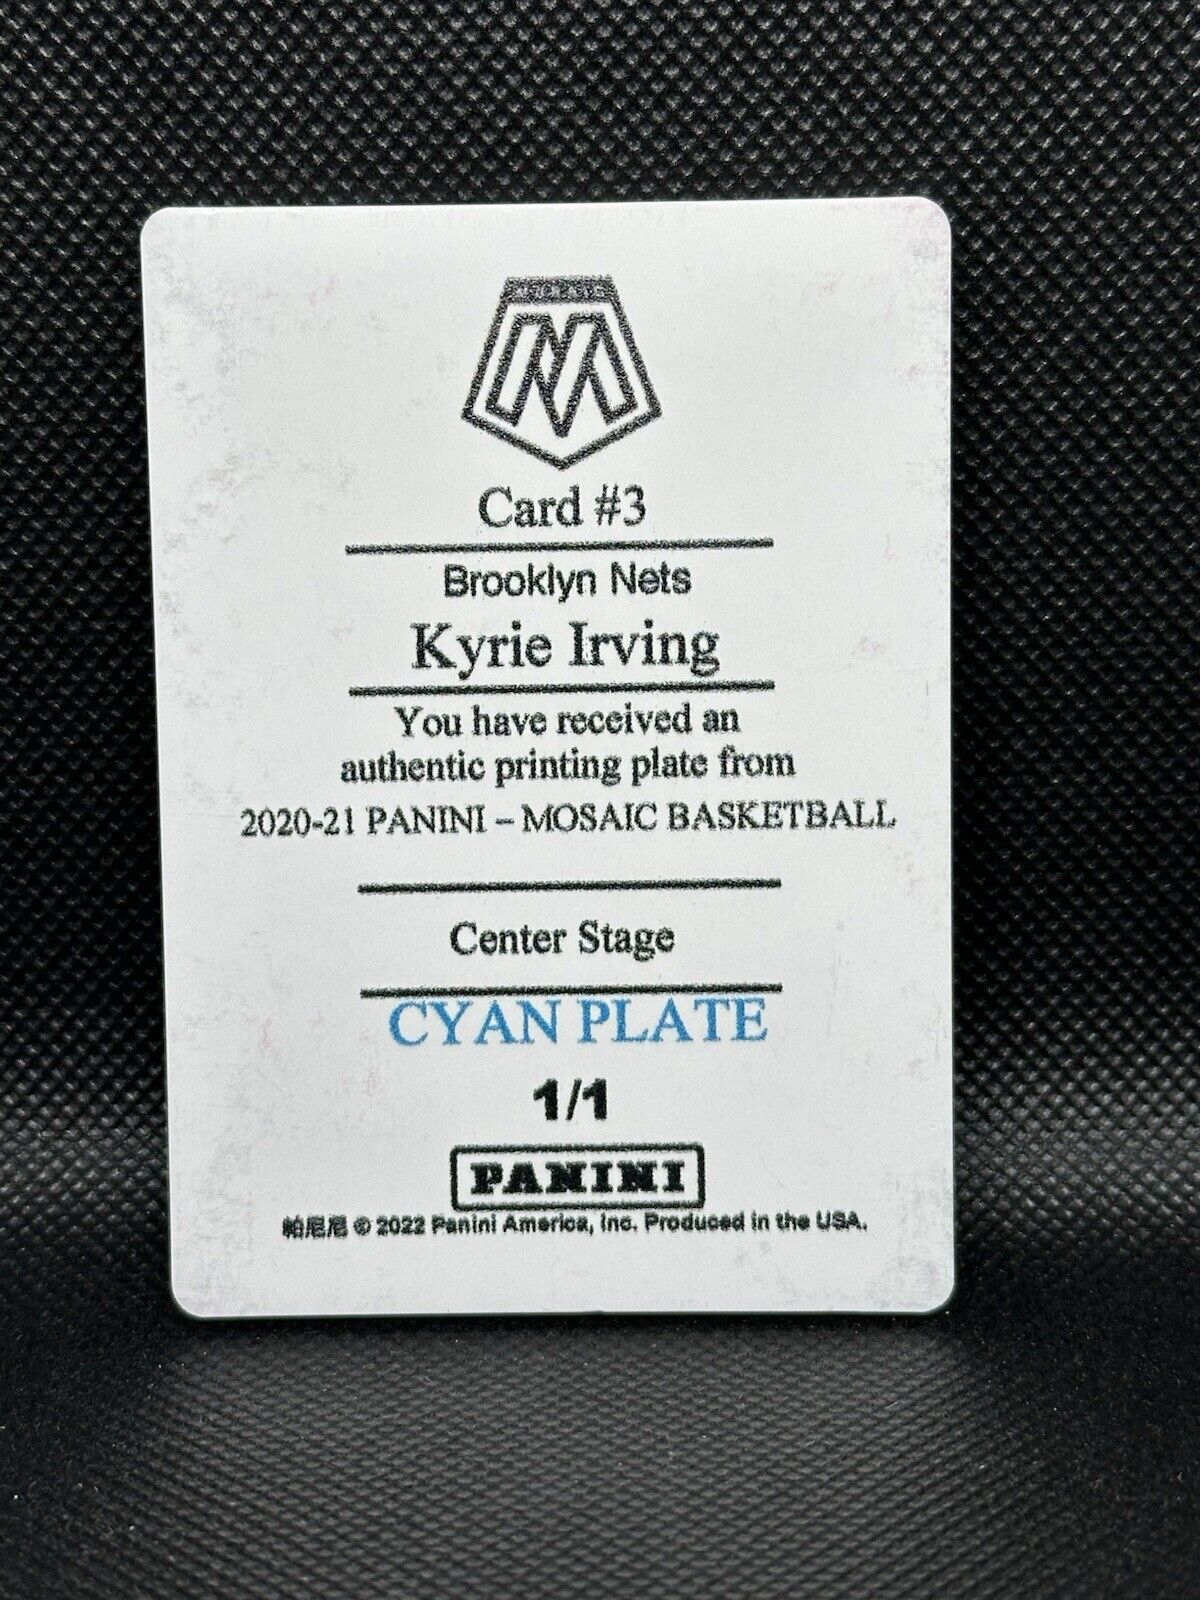 Card #3
Brooklyn Nets
Kyrie Irving
You have received an
authentic printing plate from
2020-21 PANINI – MOSAIC BASKETBALL
Center Stage
CYAN PLATE
1/1
PANINI
帕尼尼 © 2022 Panini America, Inc. Produced in the USA.